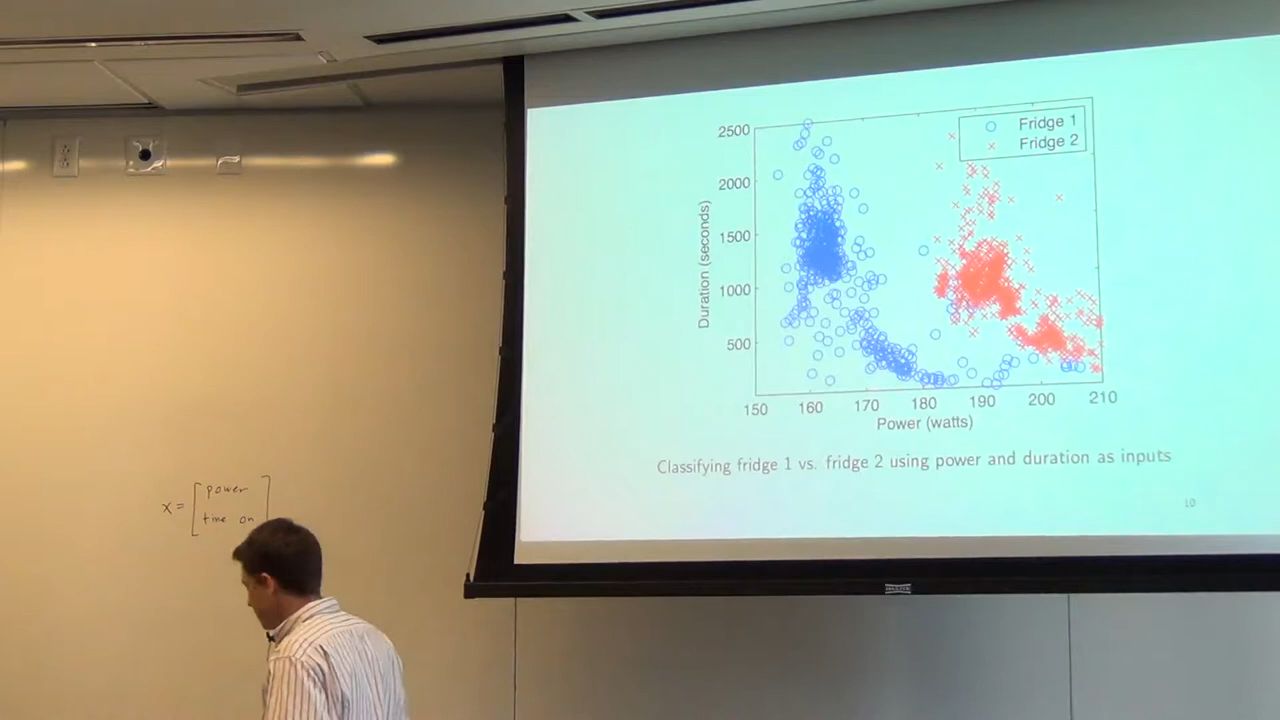 2500
2000
1500
1000
500
Duration (seconds)
Fridge 1
Fridge 2
150 160 170 180 190 200 210
Power (watts)
Classifying fridge 1 vs. fridge 2 using power and duration as inputs
10
x = [power
time on]